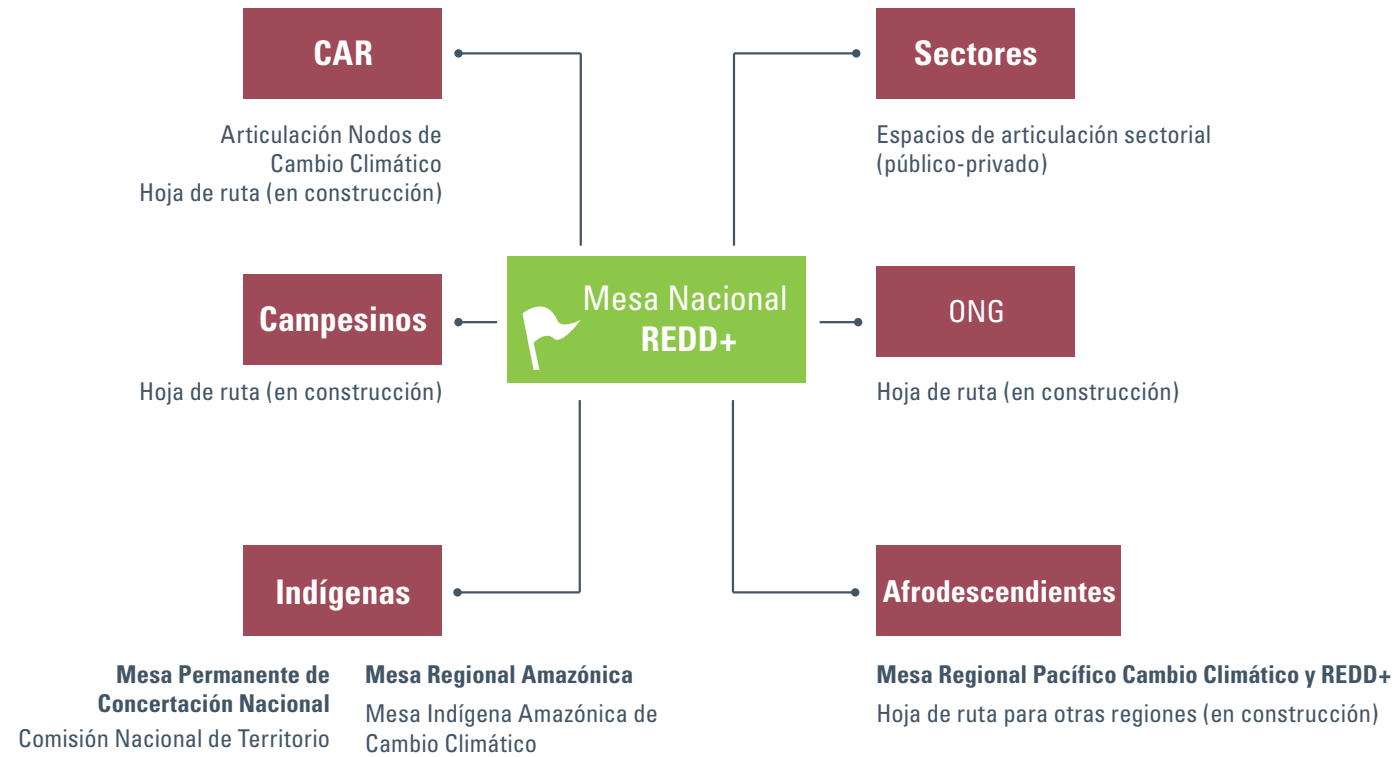 CAR
Articulación Nodos de
Cambio Climático
Hoja de ruta (en construcción)
Sectores
Espacios de articulación sectorial
(público-privado)
Campesinos
Hoja de ruta (en construcción)
Mesa Nacional
REDD+
ONG
Hoja de ruta (en construcción)
Indígenas
Mesa Permanente de
Concertación Nacional
Comisión Nacional de Territorio
Mesa Regional Amazónica
Mesa Indígena Amazónica de
Cambio Climático
Afrodescendientes
Mesa Regional Pacífico Cambio Climático y REDD+
Hoja de ruta para otras regiones (en construcción)